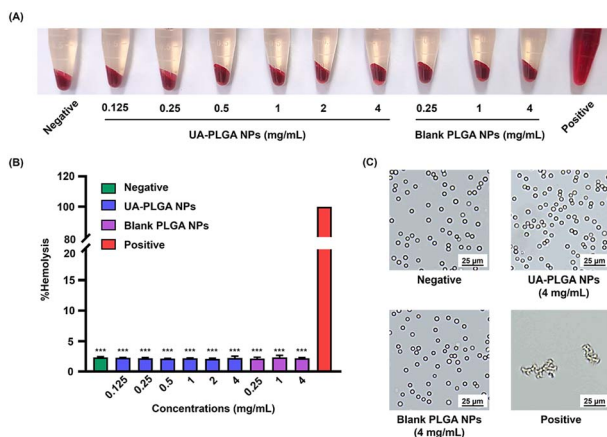 (A)
Negative 0.125 0.25 0.5 1 2 4 0.25 1 4 Positive
UA-PLGA NPs (mg/mL) Blank PLGA NPs (mg/mL)
(B)
Negative
UA-PLGA NPs
Blank PLGA NPs
Positive
%Hemolysis
120
100
80
20
15
10
5
0
*** *** *** *** *** *** *** *** *** ***
0.125 0.25 0.5 1 2 4 0.25 1 4
Concentrations (mg/mL)
(C)
25 µm 25 µm
Negative UA-PLGA NPs
(4 mg/mL)
25 µm 25 µm
Blank PLGA NPs Positive
(4 mg/mL)